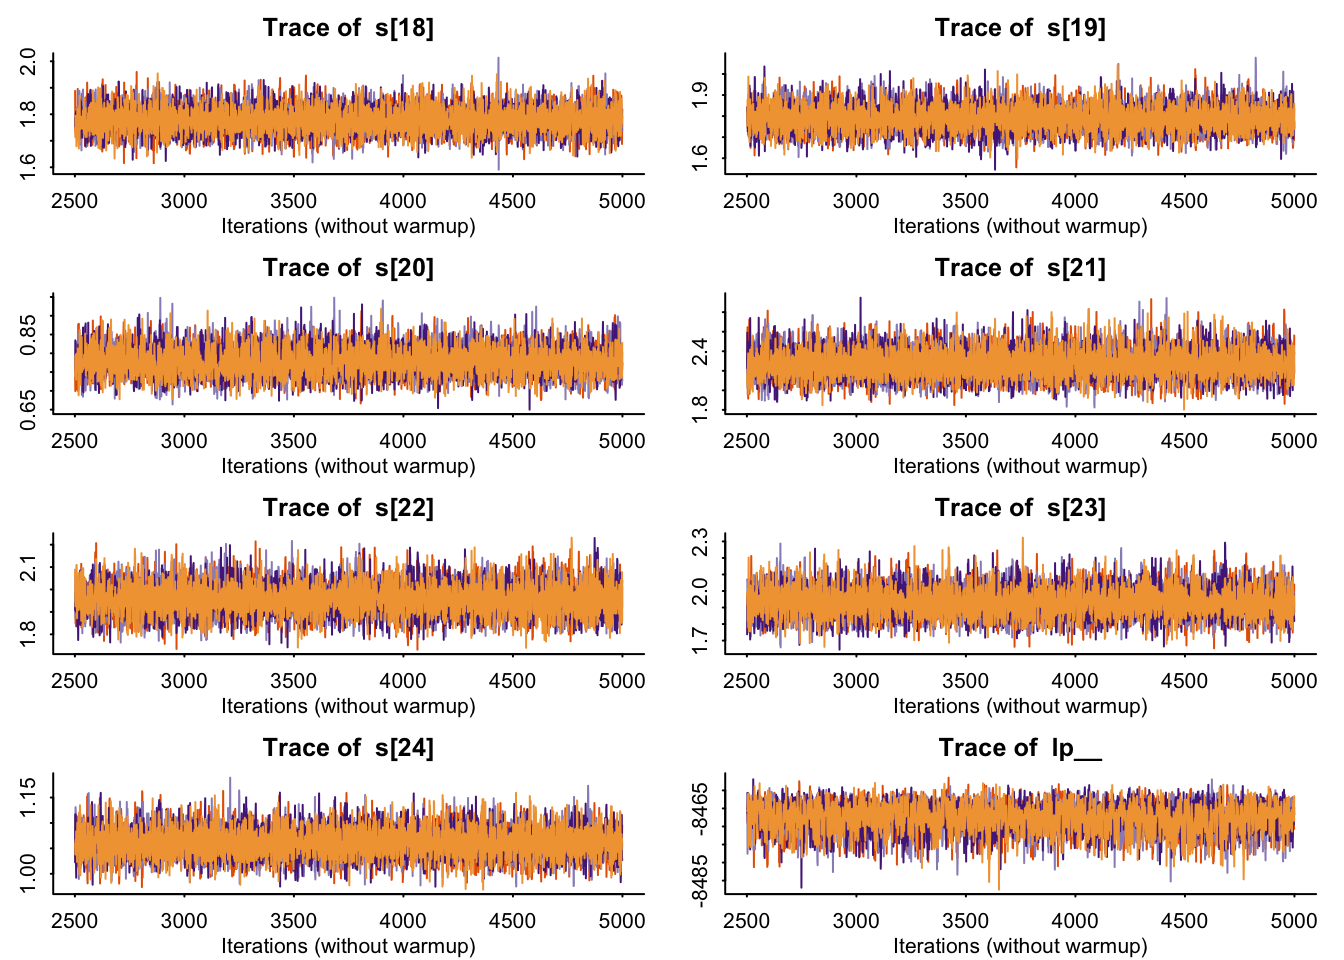 Trace of  s[18]
2.0
1.8
1.6
2500 3000 3500 4000 4500 5000
Iterations (without warmup)
Trace of  s[19]
1.9
1.6
2500 3000 3500 4000 4500 5000
Iterations (without warmup)
Trace of  s[20]
0.85
0.65
2500 3000 3500 4000 4500 5000
Iterations (without warmup)
Trace of  s[21]
2.4
1.8
2500 3000 3500 4000 4500 5000
Iterations (without warmup)
Trace of  s[22]
2.1
1.8
2500 3000 3500 4000 4500 5000
Iterations (without warmup)
Trace of  s[23]
2.3
2.0
1.7
2500 3000 3500 4000 4500 5000
Iterations (without warmup)
Trace of  s[24]
1.15
1.00
2500 3000 3500 4000 4500 5000
Iterations (without warmup)
Trace of  lp__
-8465
-8485
2500 3000 3500 4000 4500 5000
Iterations (without warmup)